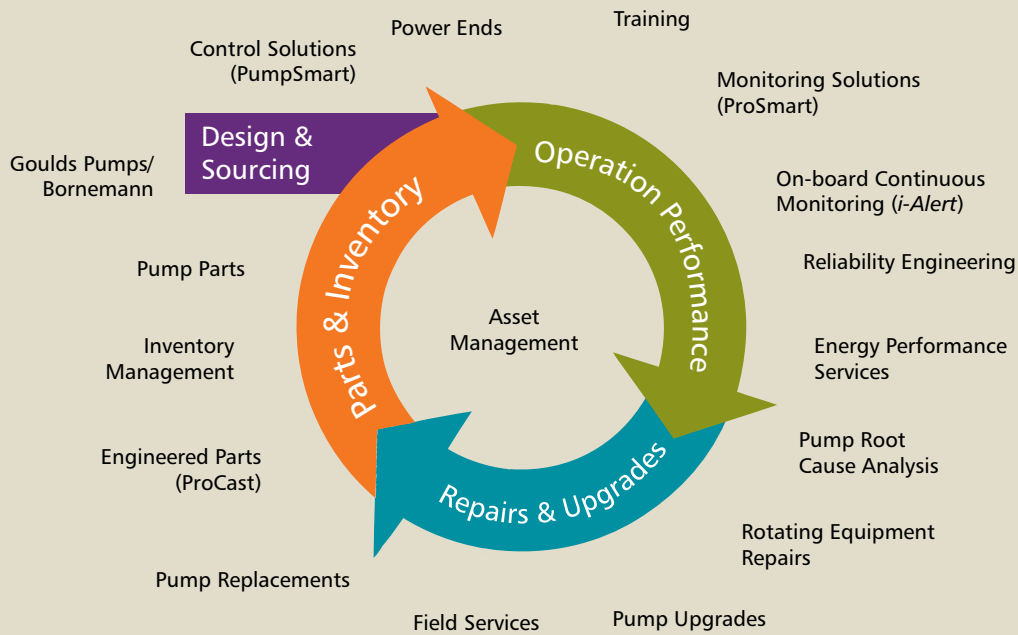 Power Ends
Training
Control Solutions
(PumpSmart)
Monitoring Solutions
(ProSmart)
Design &
Sourcing
Operation Performance
Goulds Pumps/
Bornemann
On-board Continuous
Monitoring (i-Alert)
Parts & Inventory
Pump Parts
Reliability Engineering
Asset
Management
Inventory
Management
Energy Performance
Services
Engineered Parts
(ProCast)
Pump Root
Cause Analysis
Repairs & Upgrades
Rotating Equipment
Repairs
Pump Replacements
Field Services
Pump Upgrades